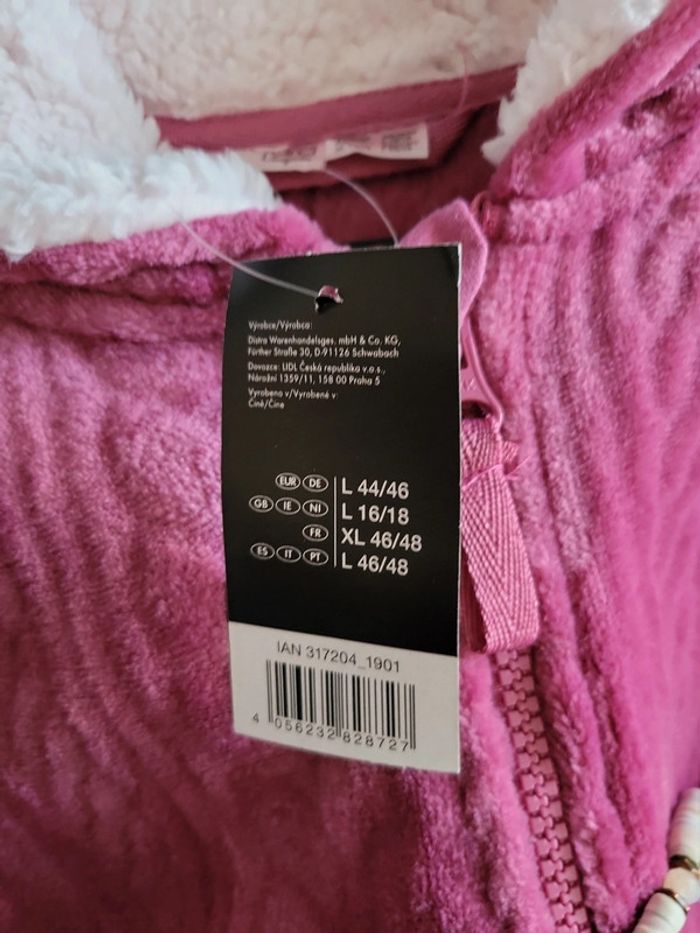 Výrobce/Výrobca:
Distra Warenhandelsges. mbH & Co. KG,
Fürther Straße 30, D-91126 Schwabach
Dovozce: LIDL Česká republika v.o.s.,
Nárožní 1359/11, 158 00 Praha 5
Vyrobeno v/Vyrobené v
Číně/Číne
EUR DE L 44/46
GB IE NI L 16/18
FR XL 46/48
ES IT PT L 46/48
IAN 317204_1901
4 056232 828727